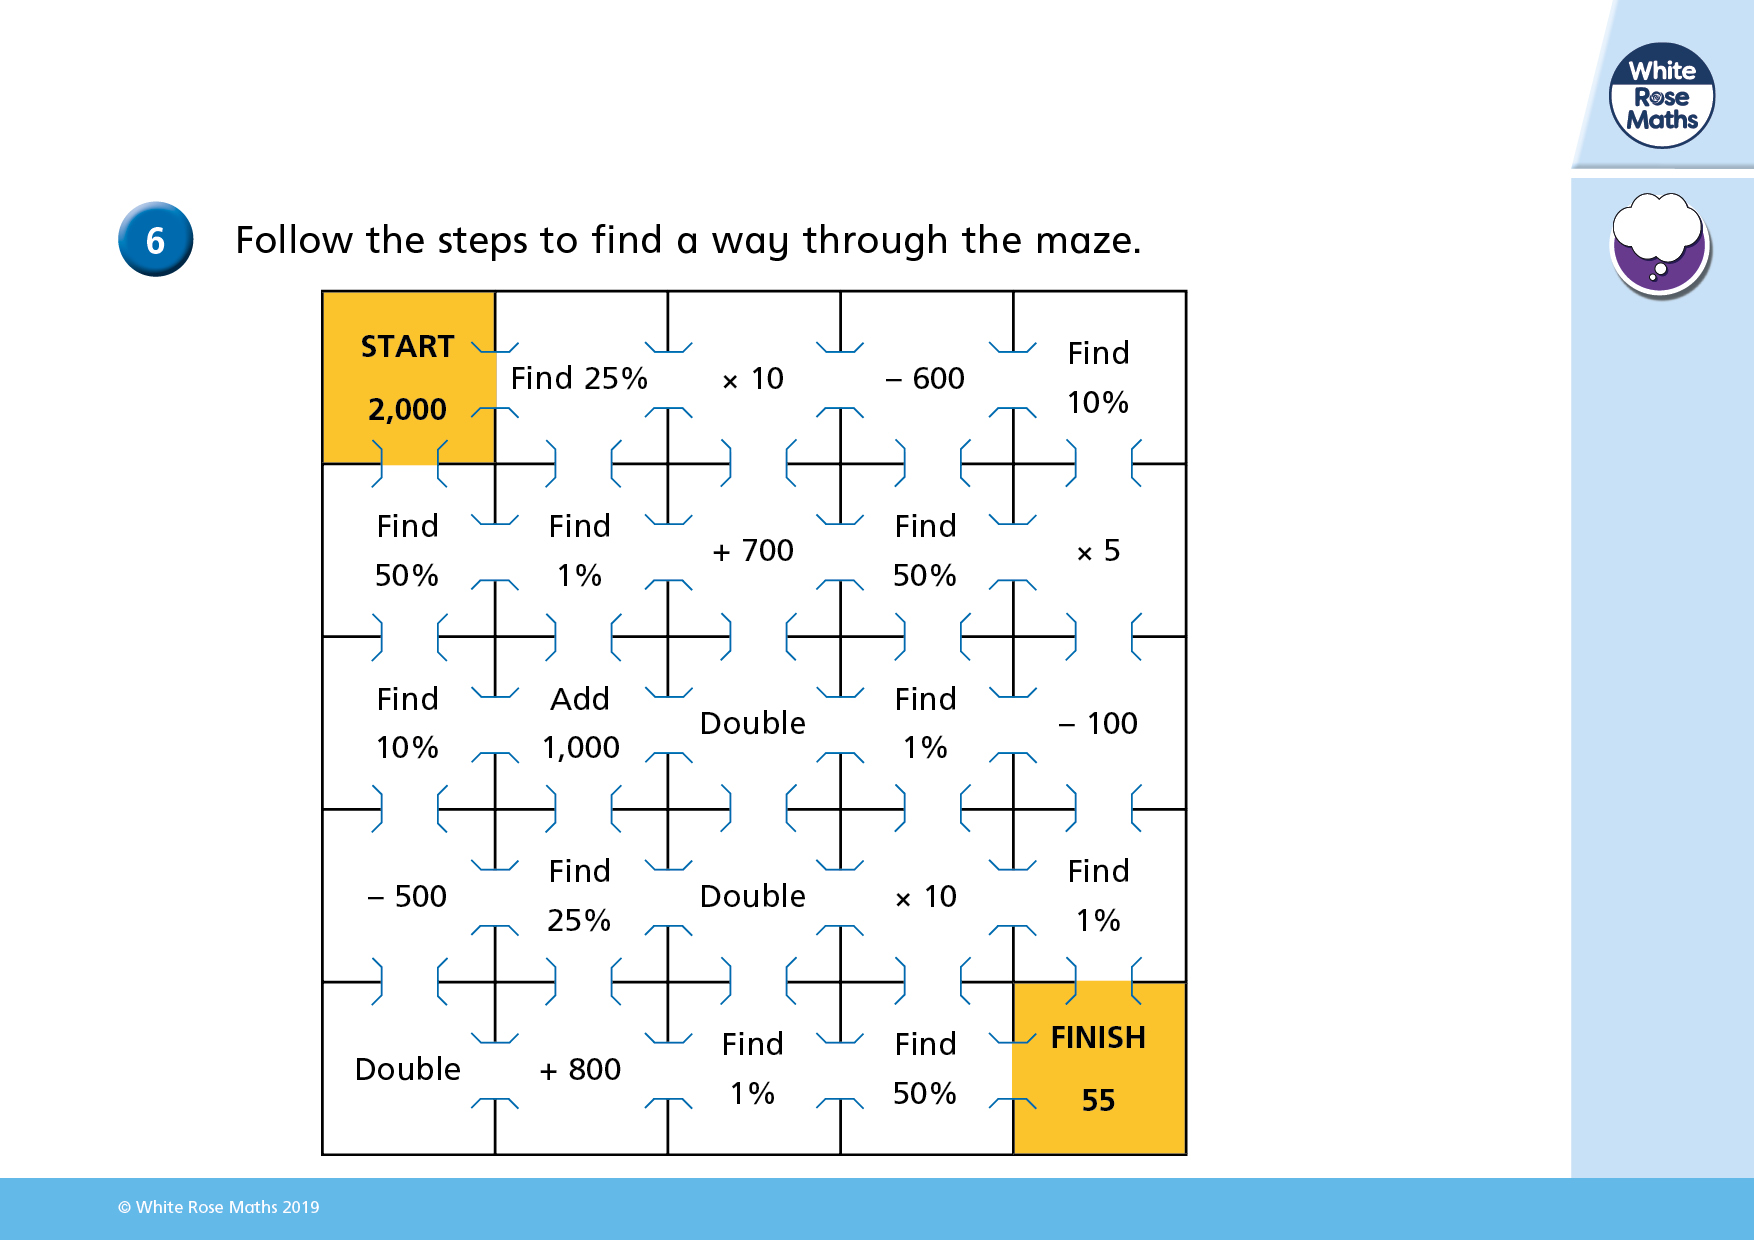 White
Rose
Maths
6
Follow the steps to find a way through the maze.
START
2,000
Find 25%
× 10
– 600
Find
10%
Find
50%
Find
1%
+ 700
Find
50%
× 5
Find
10%
Add
1,000
Double
Find
1%
– 100
– 500
Find
25%
Double
× 10
Find
1%
Double
+ 800
Find
1%
Find
50%
FINISH
55
© White Rose Maths 2019